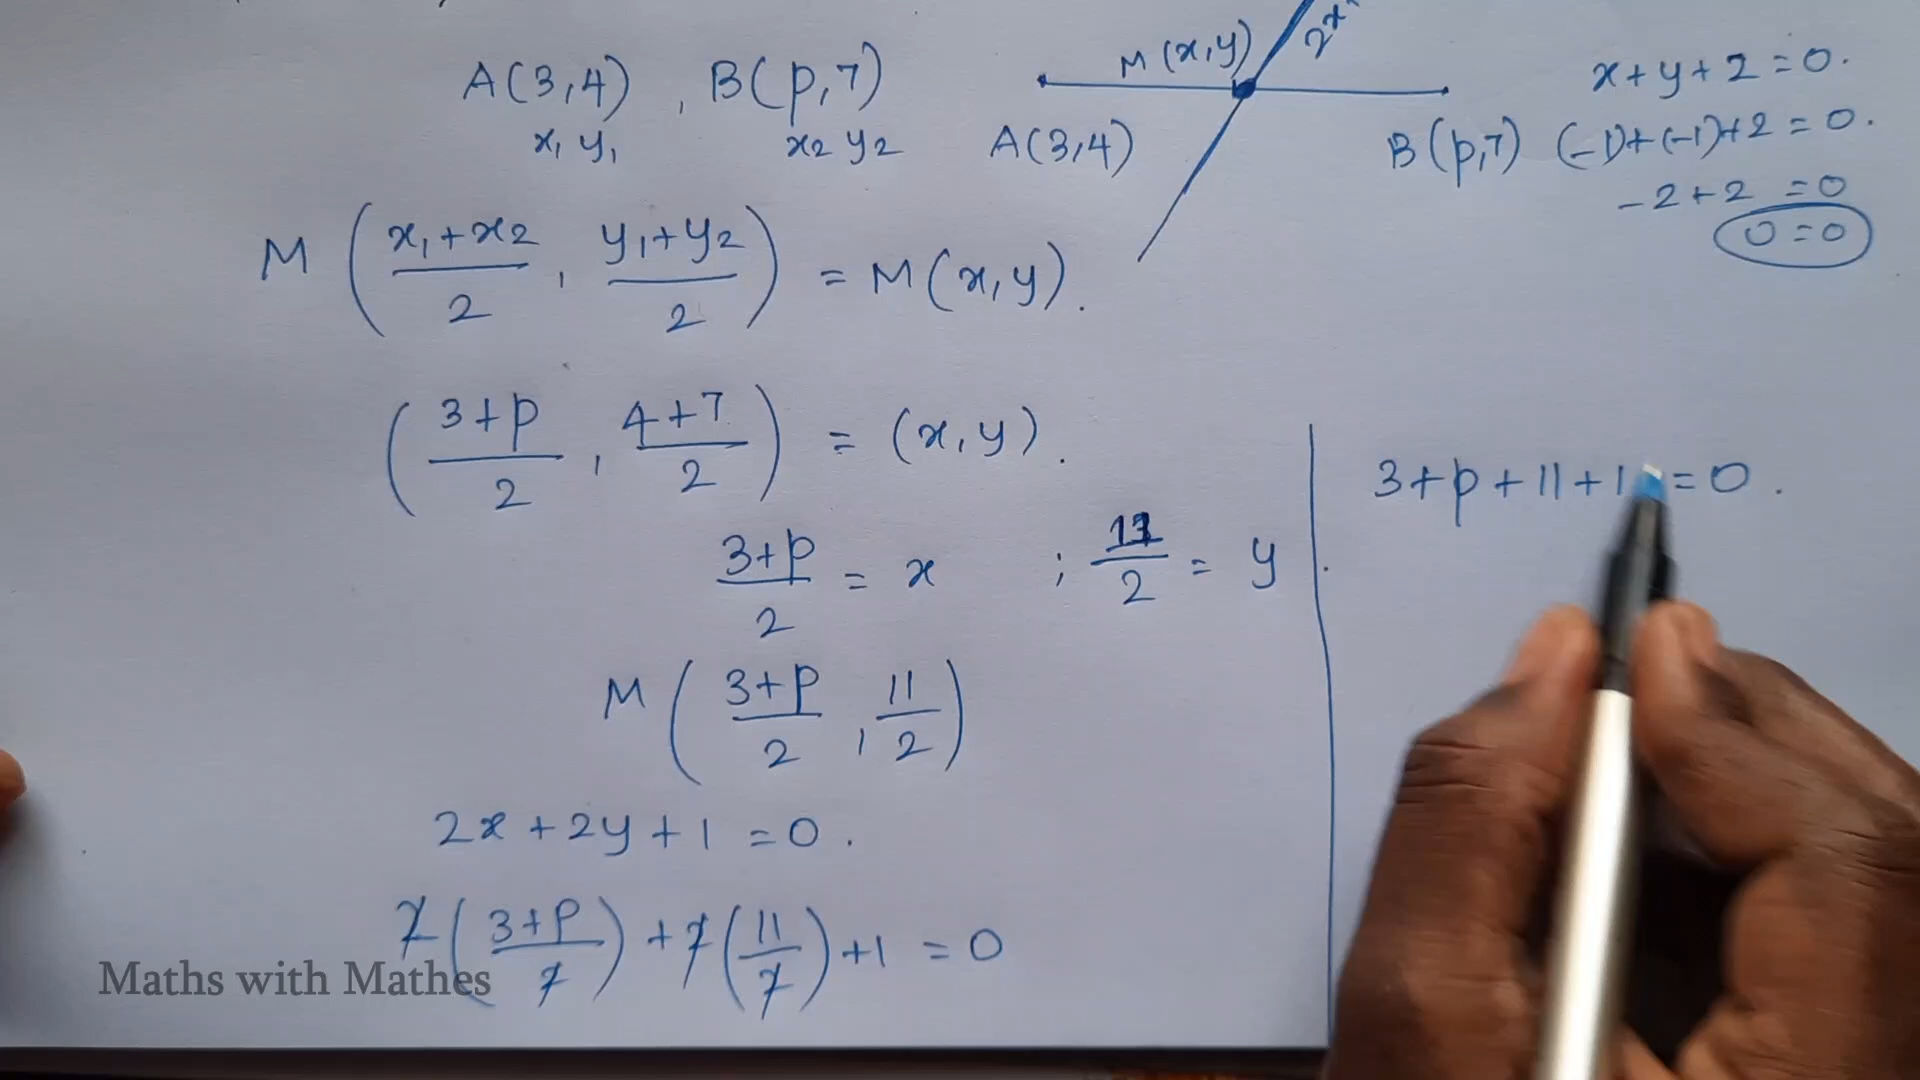 A(3,4) , B(p,7)
x₁ y₁ x₂ y₂
M(x,y)
2x
A(3,4)
B(p,7)
x+y+2=0.
(-1)+(-1)+2=0.
-2+2 =0
0=0
M ( (x₁+x₂)/2 , (y₁+y₂)/2 ) = M(x,y).
( (3+p)/2 , (4+7)/2 ) = (x,y).
(3+p)/2 = x ; 11/2 = y.
M ( (3+p)/2 , 11/2 )
2x+2y+1 =0.
2( (3+p)/2 ) + 2( 11/2 ) +1 =0
3+p+11+1 =0.
Maths with Mathes